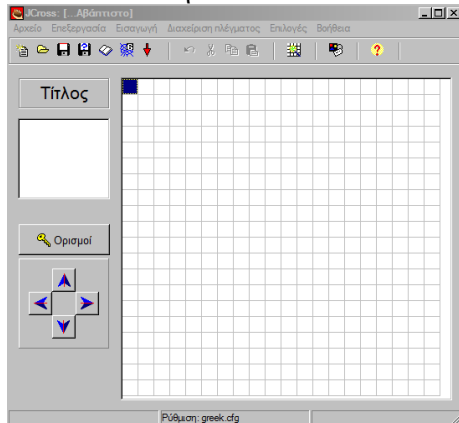 JCross: [...Αβάπτιστο]
Αρχείο Επεξεργασία Εισαγωγή Διαχείριση πλέγματος Επιλογές Βοήθεια
Τίτλος
Ορισμοί
Ρύθμιση: greek.cfg